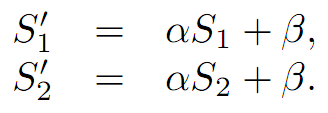 S′₁ = αS₁ + β,
S′₂ = αS₂ + β.